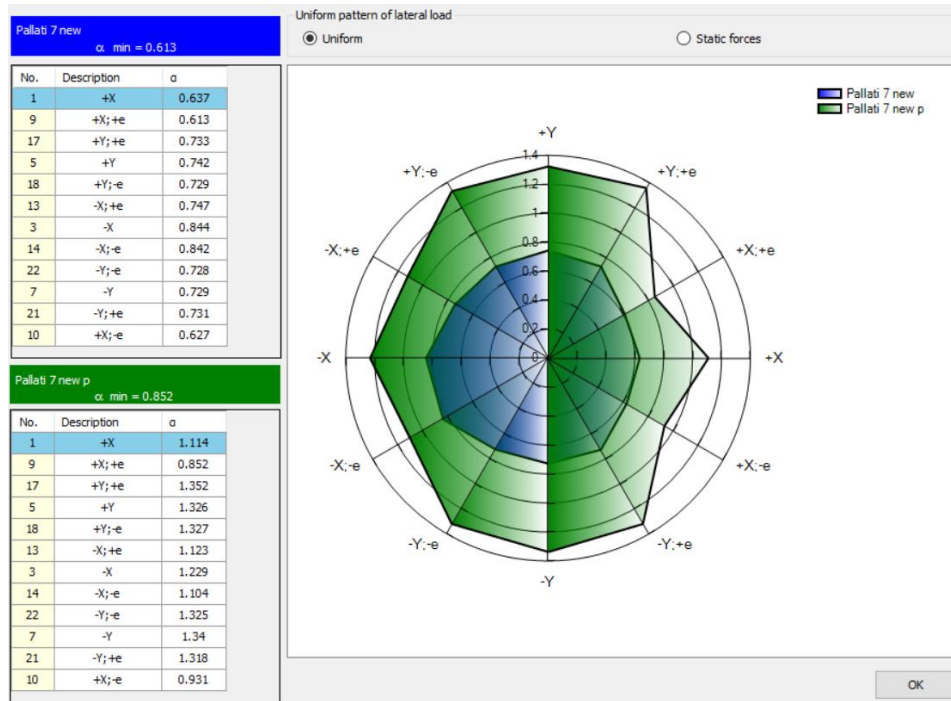 Pallati 7 new
α min = 0.613
No. Description α
1 +X 0.637
9 +X;+e 0.613
17 +Y;+e 0.733
5 +Y 0.742
18 +Y;-e 0.729
13 -X;+e 0.747
3 -X 0.844
14 -X;-e 0.842
22 -Y;-e 0.728
7 -Y 0.729
21 -Y;+e 0.731
10 +X;-e 0.627
Pallati 7 new p
α min = 0.852
No. Description α
1 +X 1.114
9 +X;+e 0.852
17 +Y;+e 1.352
5 +Y 1.326
18 +Y;-e 1.327
13 -X;+e 1.123
3 -X 1.229
14 -X;-e 1.104
22 -Y;-e 1.325
7 -Y 1.34
21 -Y;+e 1.318
10 +X;-e 0.931
Uniform pattern of lateral load
Uniform Static forces
Pallati 7 new
Pallati 7 new p
+Y
+Y;+e
+X;+e
+X
+X;-e
-Y;+e
-Y
-Y;-e
-X;-e
-X
-X;+e
+Y;-e
1.4
1.2
1
0.8
0.6
0.4
0.2
0
OK